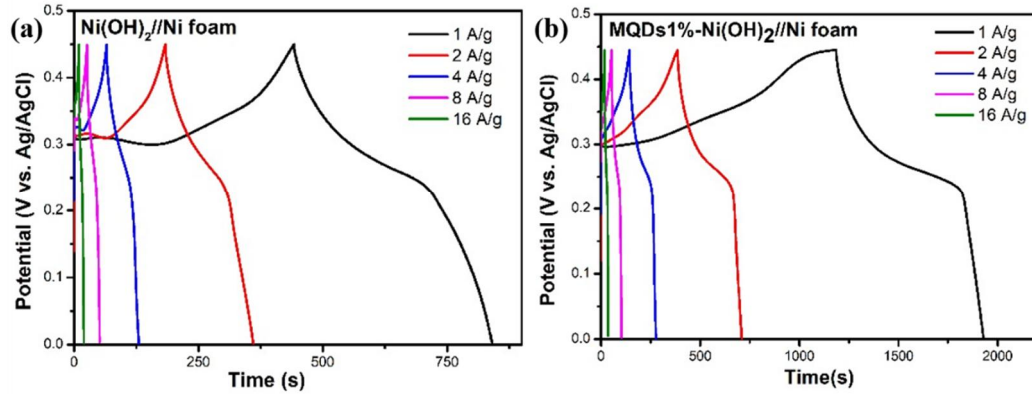 (a)
Ni(OH)₂//Ni foam
1 A/g
2 A/g
4 A/g
8 A/g
16 A/g
Potential (V vs. Ag/AgCl)
0.5
0.4
0.3
0.2
0.1
0.0
0 250 500 750
Time (s)
(b)
MQDs1%-Ni(OH)₂//Ni foam
1 A/g
2 A/g
4 A/g
8 A/g
16 A/g
Potential (V vs. Ag/AgCl)
0.5
0.4
0.3
0.2
0.1
0.0
0 500 1000 1500 2000
Time(s)